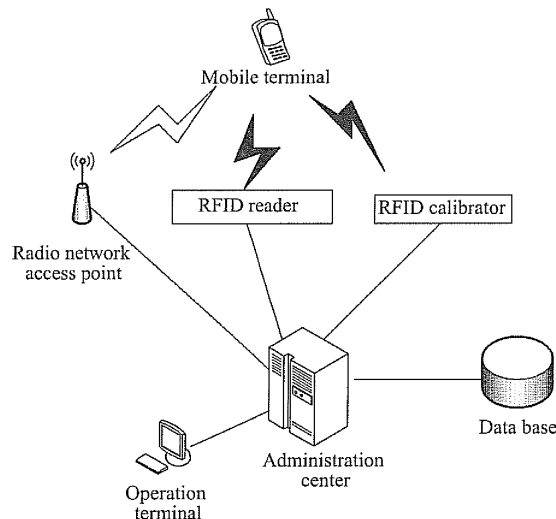 Mobile terminal
RFID reader
RFID calibrator
Radio network
access point
Data base
Administration
center
Operation
terminal